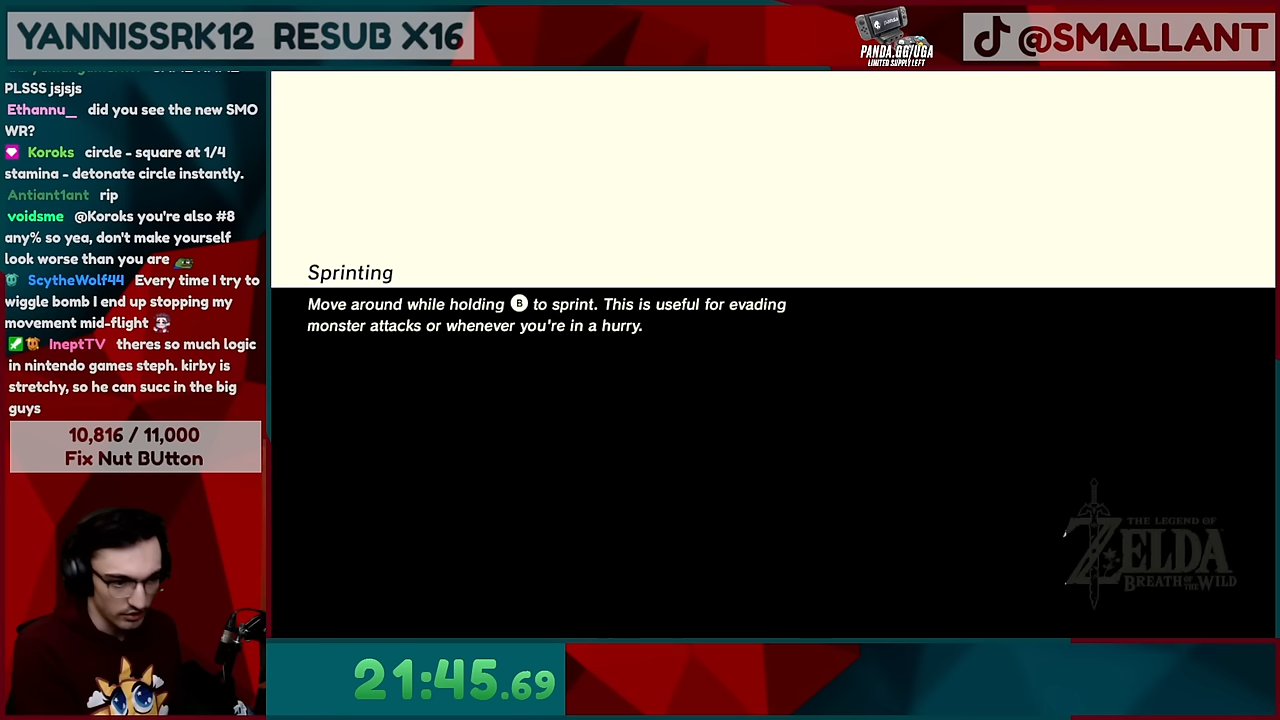 YANNISSRK12 RESUB X16
panda
PANDA.GG/UGA
LIMITED SUPPLY LEFT
@SMALLANT
PLSSS jsjsjs
Ethannu_ did you see the new SMO
WR?
Koroks circle - square at 1/4
stamina - detonate circle instantly.
Antiant1ant rip
voidsme @Koroks you're also #8
any% so yea, don't make yourself
look worse than you are
ScytheWolf44 Every time I try to
wiggle bomb I end up stopping my
movement mid-flight
IneptTV theres so much logic
in nintendo games steph. kirby is
stretchy, so he can succ in the big
guys
10,816 / 11,000
Fix Nut BUtton
Sprinting
Move around while holding B to sprint. This is useful for evading
monster attacks or whenever you're in a hurry.
THE LEGEND OF
ZELDA
BREATH OF THE WILD
21:45.69